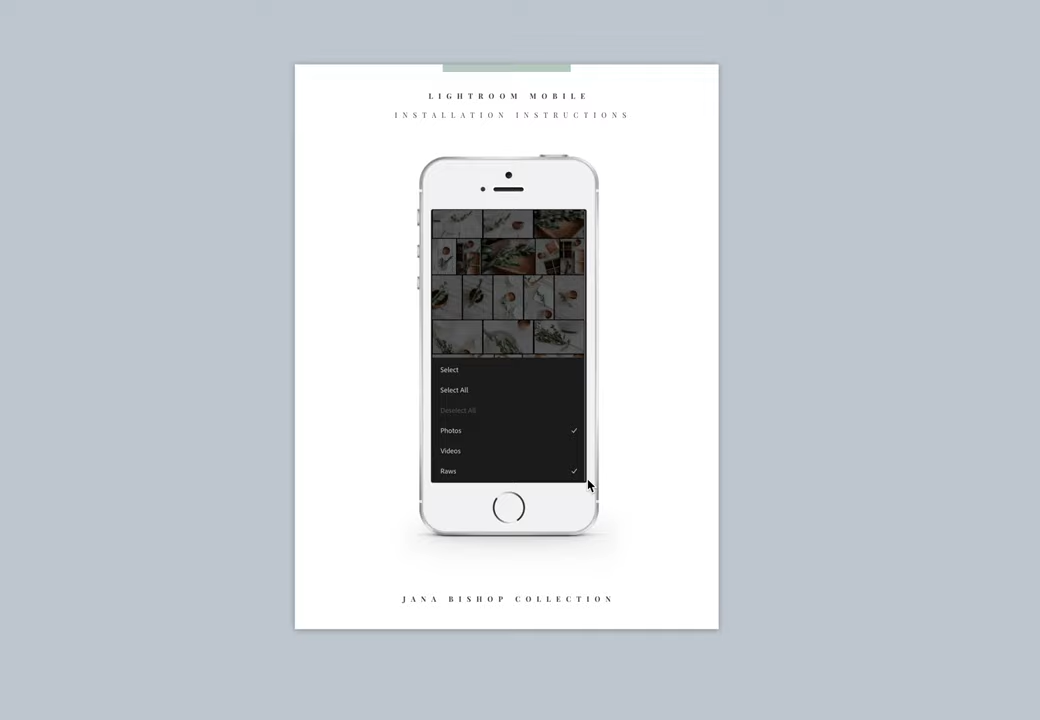 LIGHTROOM MOBILE
INSTALLATION INSTRUCTIONS
Select
Select All
Deselect All
Photos
Videos
Raws
JANA BISHOP COLLECTION